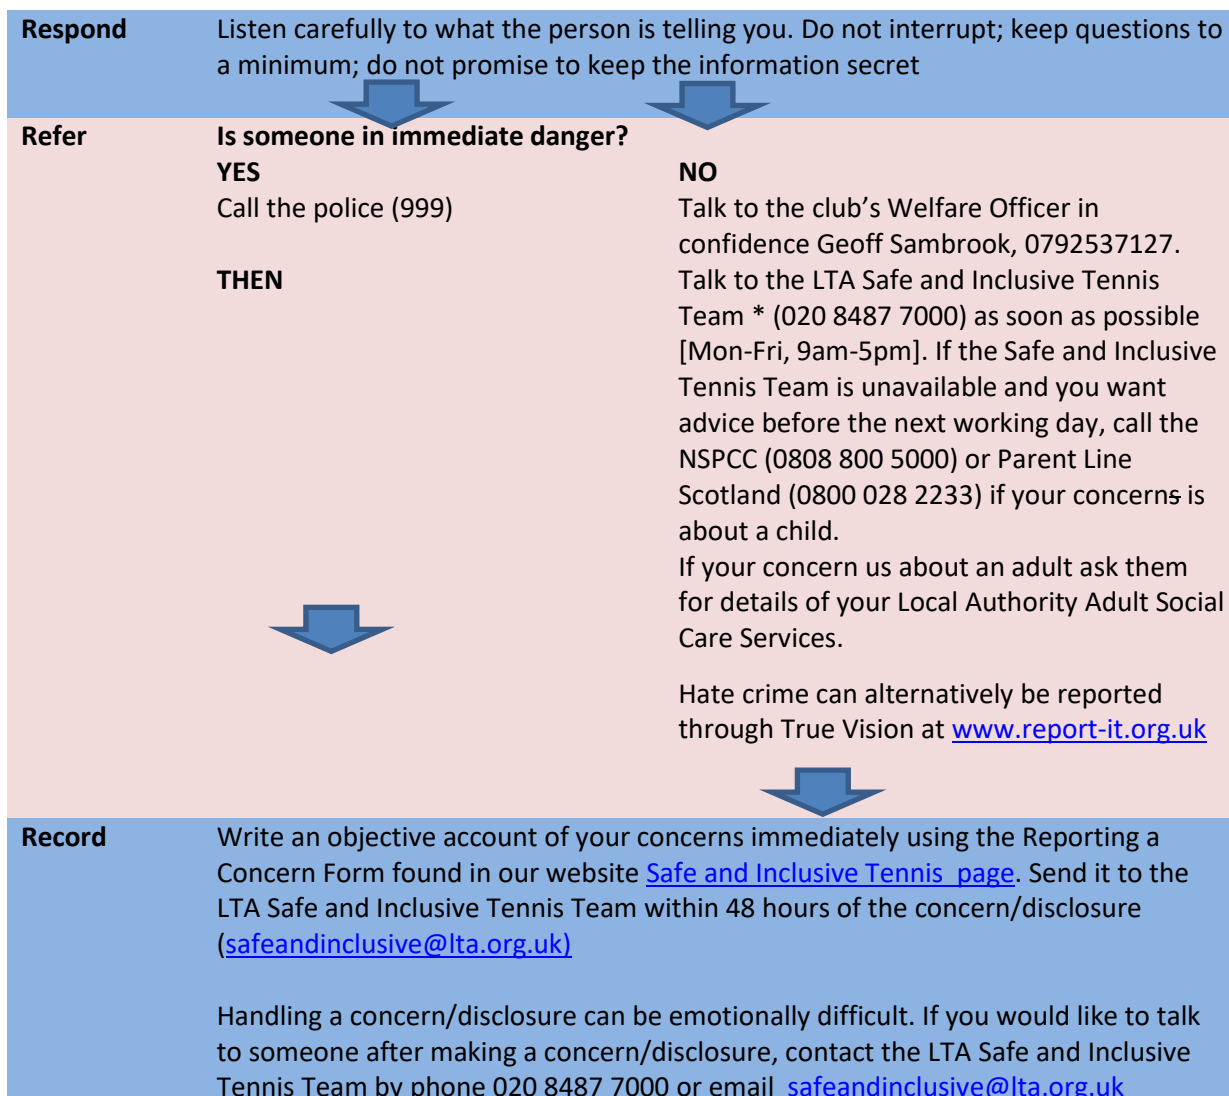 Respond
Listen carefully to what the person is telling you. Do not interrupt; keep questions to
a minimum; do not promise to keep the information secret
Refer
Is someone in immediate danger?
YES
Call the police (999)
THEN
NO
Talk to the club's Welfare Officer in
confidence Geoff Sambrook, 0792537127.
Talk to the LTA Safe and Inclusive Tennis
Team * (020 8487 7000) as soon as possible
[Mon-Fri, 9am-5pm]. If the Safe and Inclusive
Tennis Team is unavailable and you want
advice before the next working day, call the
NSPCC (0808 800 5000) or Parent Line
Scotland (0800 028 2233) if your concerns is
about a child.
If your concern us about an adult ask them
for details of your Local Authority Adult Social
Care Services.
Hate crime can alternatively be reported
through True Vision at www.report-it.org.uk
Record
Write an objective account of your concerns immediately using the Reporting a
Concern Form found in our website Safe and Inclusive Tennis page. Send it to the
LTA Safe and Inclusive Tennis Team within 48 hours of the concern/disclosure
(safeandinclusive@lta.org.uk)
Handling a concern/disclosure can be emotionally difficult. If you would like to talk
to someone after making a concern/disclosure, contact the LTA Safe and Inclusive
Tennis Team by phone 020 8487 7000 or email safeandinclusive@lta.org.uk